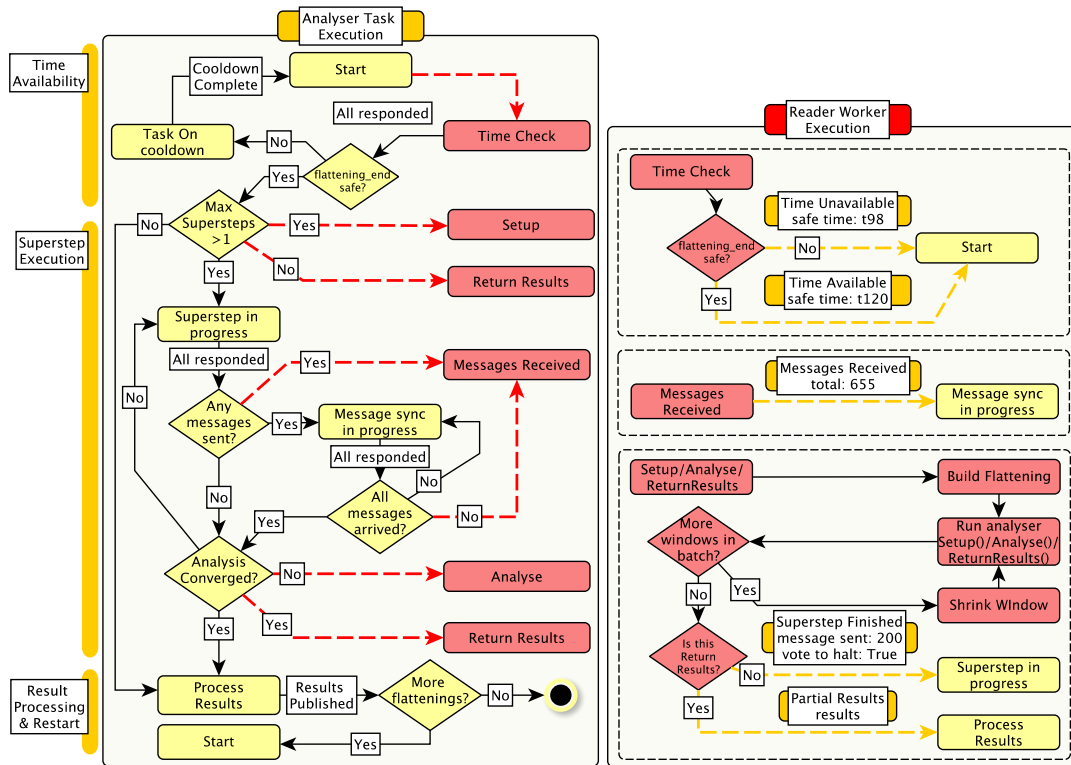 Analyser Task
Execution
Time
Availability
Cooldown
Complete
Start
All responded
Task On
cooldown
No
Time Check
flattening_end
safe?
Yes
Max
Supersteps
>1
No
Yes
Setup
No
Return Results
Yes
Superstep
Execution
Superstep in
progress
All responded
Yes
Messages Received
No
Any
messages
sent?
Yes
Message sync
in progress
All responded
No
No
All
messages
arrived?
No
Yes
Analysis
Converged?
No
Analyse
Yes
Yes
Return Results
Result
Processing
& Restart
Process
Results
Results
Published
More
flattenings?
No
Start
Yes
Reader Worker
Execution
Time Check
Time Unavailable
safe time: t98
flattening_end
safe?
No
Start
Time Available
safe time: t120
Yes
Messages Received
total: 655
Messages
Received
Message sync
in progress
Setup/Analyse/
ReturnResults
Build Flattening
More
windows in
batch?
Run analyser
Setup()/Analyse()/
ReturnResults()
No
Yes
Shrink WIndow
Superstep Finished
message sent: 200
vote to halt: True
Is this
Return
Results?
No
Superstep in
progress
Partial Results
results
Yes
Process
Results